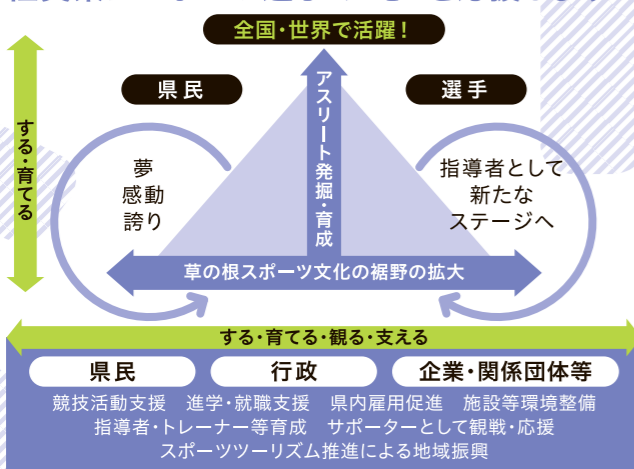 全国・世界で活躍！
県民
選手
する・育てる
アスリート発掘・育成
夢
感動
誇り
指導者として
新たな
ステージへ
草の根スポーツ文化の裾野の拡大
する・育てる・観る・支える
県民
行政
企業・関係団体等
競技活動支援　進学・就職支援　県内雇用促進　施設等環境整備
指導者・トレーナー等育成　サポーターとして観戦・応援
スポーツツーリズム推進による地域振興